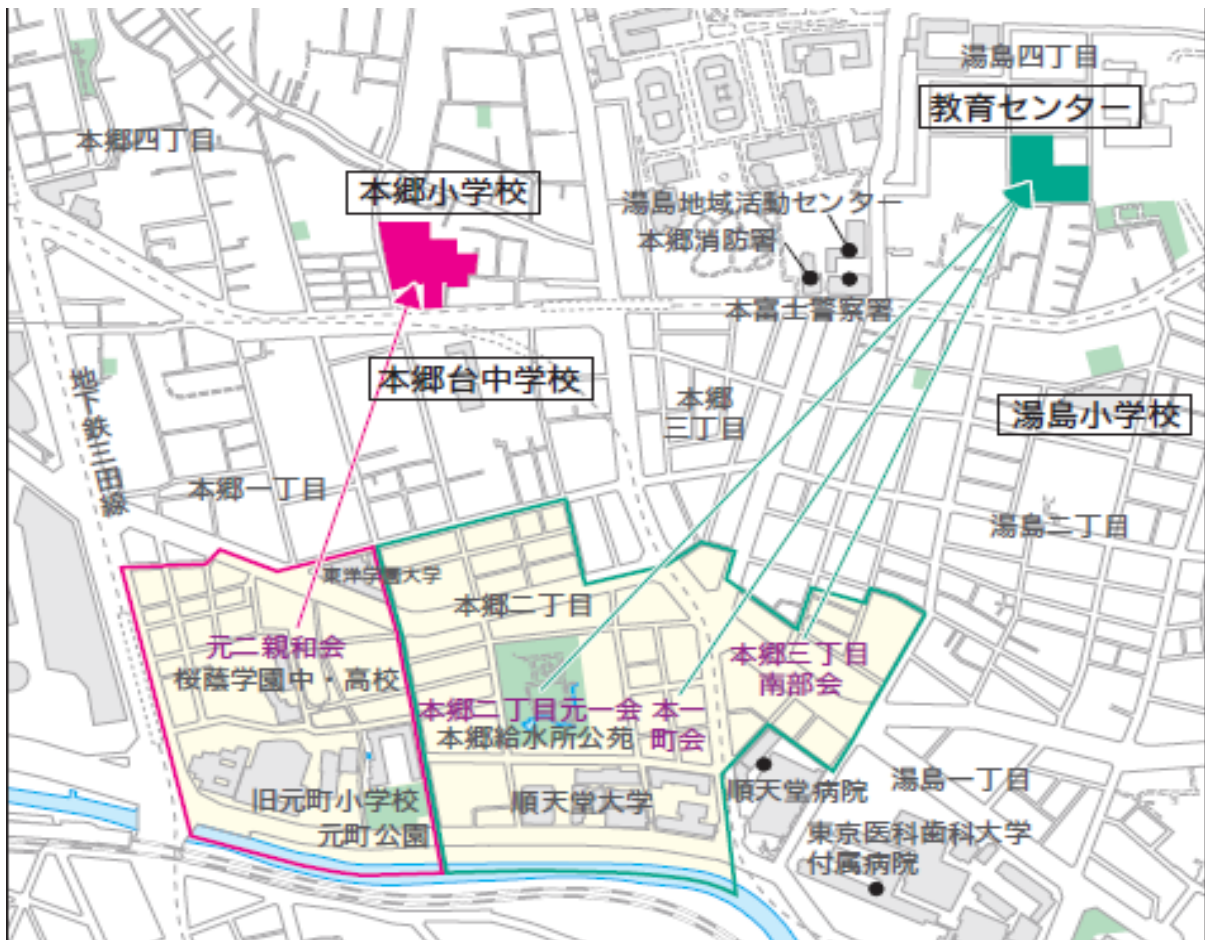 湯島四丁目
教育センター
本郷四丁目
本郷小学校
湯島地域活動センター
本郷消防署
本富士警察署
本郷台中学校
地下鉄三田線
本郷
三丁目
湯島小学校
本郷一丁目
湯島二丁目
東洋学園大学
本郷二丁目
元二親和会
桜蔭学園中・高校
本郷三丁目
南部会
本郷二丁目元一会
本一
町会
本郷給水所公苑
旧元町小学校
元町公園
順天堂大学
順天堂病院
湯島一丁目
東京医科歯科大学
付属病院